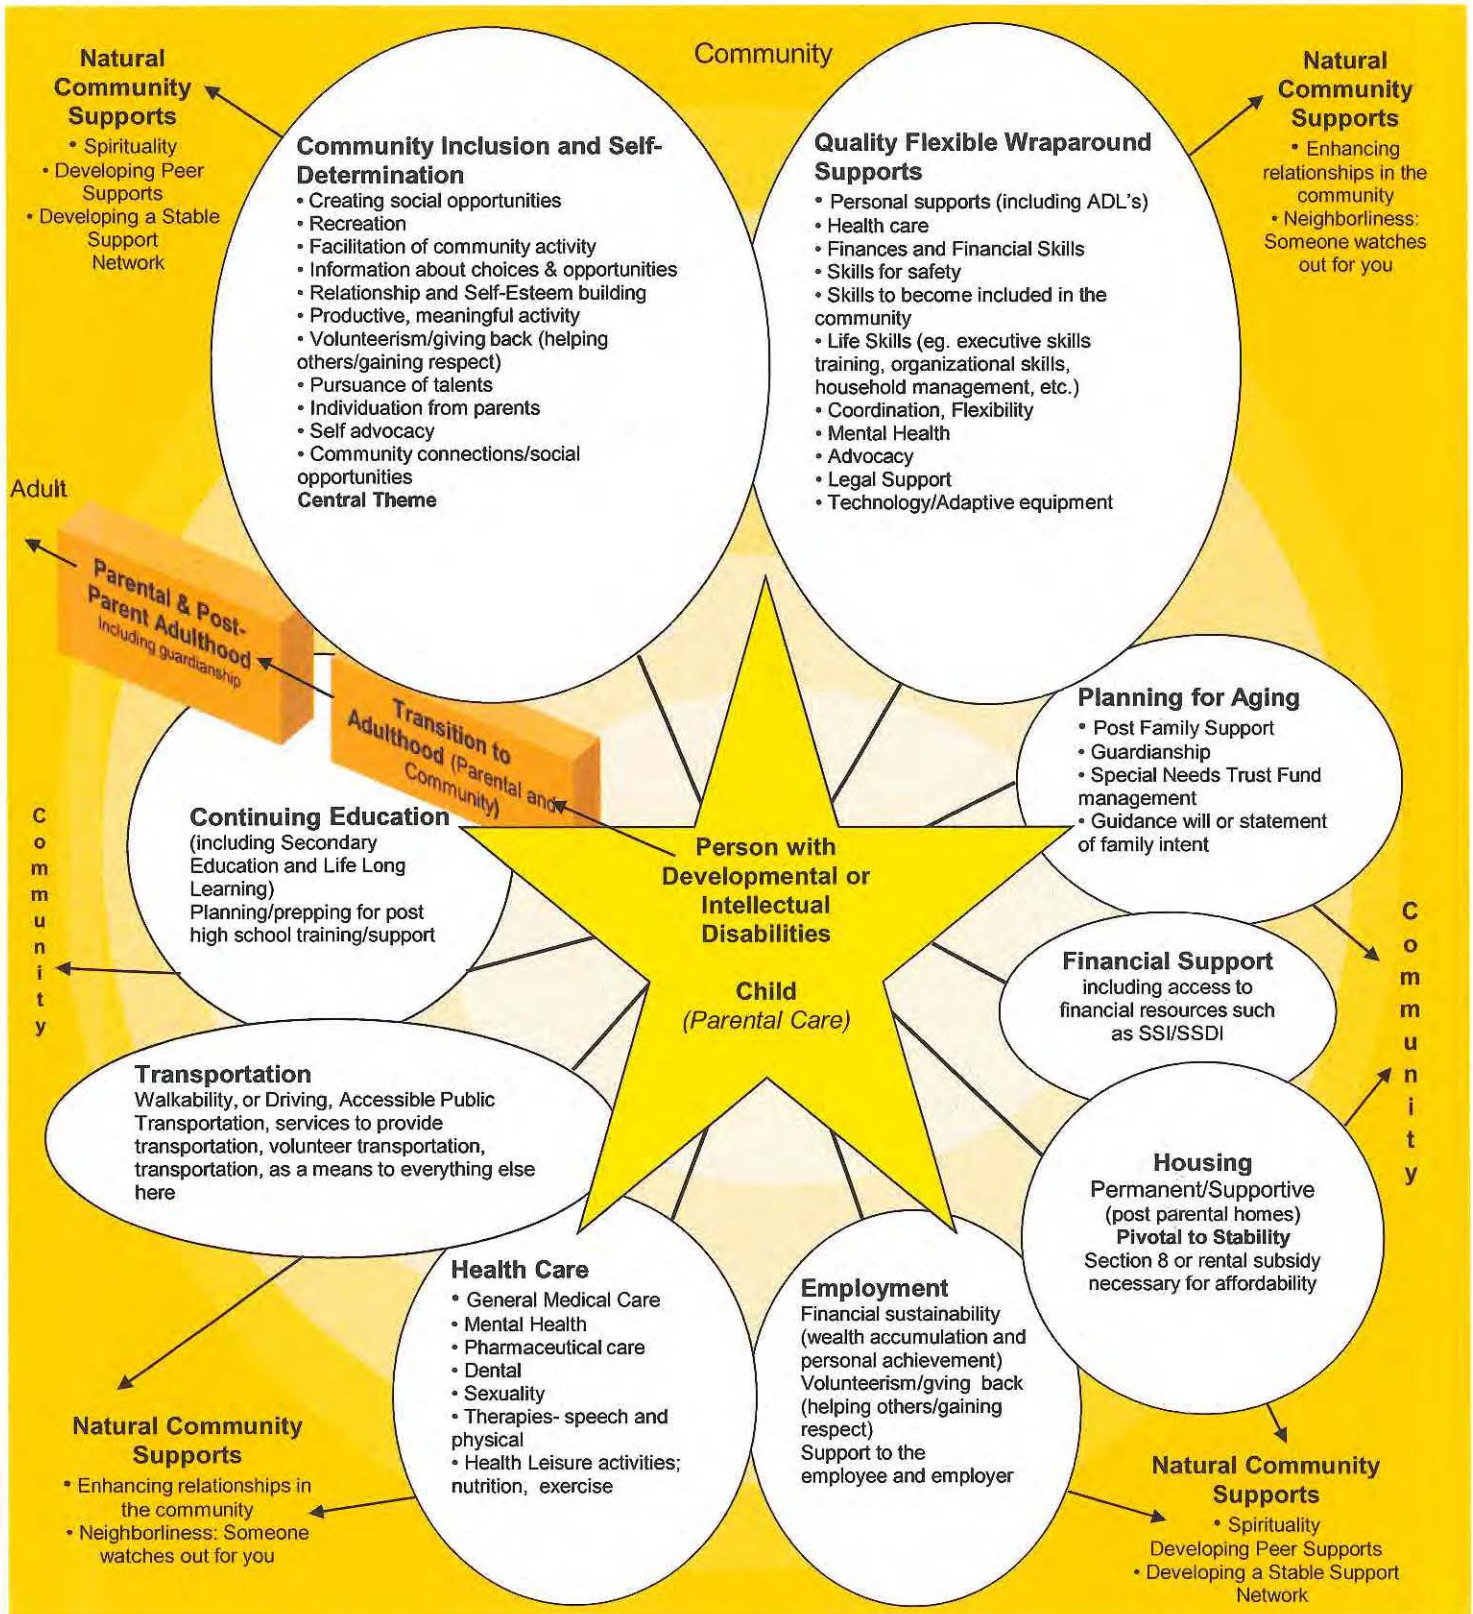 Community
Natural
Community
Supports
• Spirituality
• Developing Peer
Supports
• Developing a Stable
Support
Network
Community Inclusion and Self-
Determination
• Creating social opportunities
• Recreation
• Facilitation of community activity
• Information about choices & opportunities
• Relationship and Self-Esteem building
• Productive, meaningful activity
• Volunteerism/giving back (helping
others/gaining respect)
• Pursuance of talents
• Individuation from parents
• Self advocacy
• Community connections/social
opportunities
Central Theme
Quality Flexible Wraparound
Supports
• Personal supports (including ADL's)
• Health care
• Finances and Financial Skills
• Skills for safety
• Skills to become included in the
community
• Life Skills (eg. executive skills
training, organizational skills,
household management, etc.)
• Coordination, Flexibility
• Mental Health
• Advocacy
• Legal Support
• Technology/Adaptive equipment
Natural
Community
Supports
• Enhancing
relationships in the
community
• Neighborliness:
Someone watches
out for you
Adult
Parental & Post-
Parent Adulthood
Including guardianship
Transition to
Adulthood (Parental and
Community)
Planning for Aging
• Post Family Support
• Guardianship
• Special Needs Trust Fund
management
• Guidance will or statement
of family intent
Community
Continuing Education
(including Secondary
Education and Life Long
Learning)
Planning/prepping for post
high school training/support
Person with
Developmental or
Intellectual
Disabilities
Child
(Parental Care)
Financial Support
including access to
financial resources such
as SSI/SSDI
Community
Transportation
Walkability, or Driving, Accessible Public
Transportation, services to provide
transportation, volunteer transportation,
transportation, as a means to everything else
here
Housing
Permanent/Supportive
(post parental homes)
Pivotal to Stability
Section 8 or rental subsidy
necessary for affordability
Health Care
• General Medical Care
• Mental Health
• Pharmaceutical care
• Dental
• Sexuality
• Therapies- speech and
physical
• Health Leisure activities;
nutrition, exercise
Employment
Financial sustainability
(wealth accumulation and
personal achievement)
Volunteerism/gving back
(helping others/gaining
respect)
Support to the
employee and employer
Natural Community
Supports
• Enhancing relationships in
the community
• Neighborliness: Someone
watches out for you
Natural Community
Supports
• Spirituality
Developing Peer Supports
• Developing a Stable Support
Network